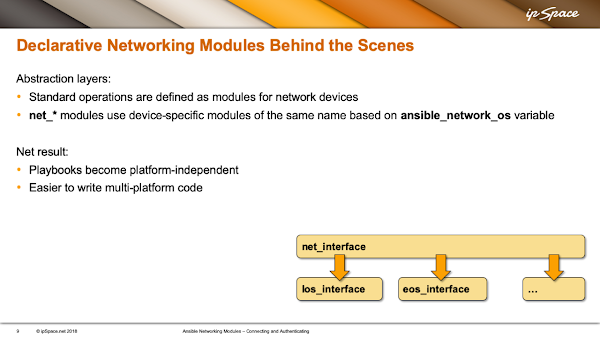 ip Space
Declarative Networking Modules Behind the Scenes
Abstraction layers:
• Standard operations are defined as modules for network devices
• net_* modules use device-specific modules of the same name based on ansible_network_os variable
Net result:
• Playbooks become platform-independent
• Easier to write multi-platform code
net_interface
Ios_interface
eos_interface
...
9
© ipSpace.net 2018
Ansible Networking Modules – Connecting and Authenticating